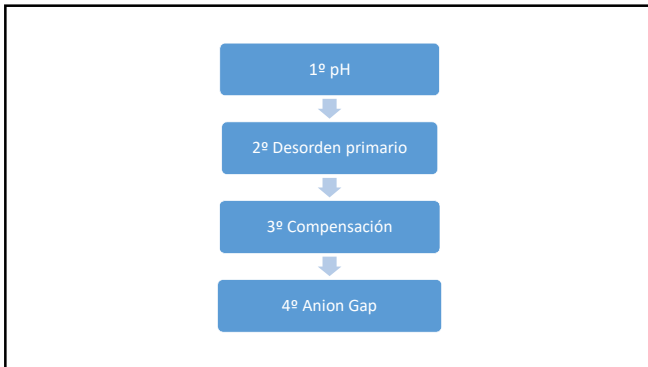 1º pH
2º Desorden primario
3º Compensación
4º Anion Gap